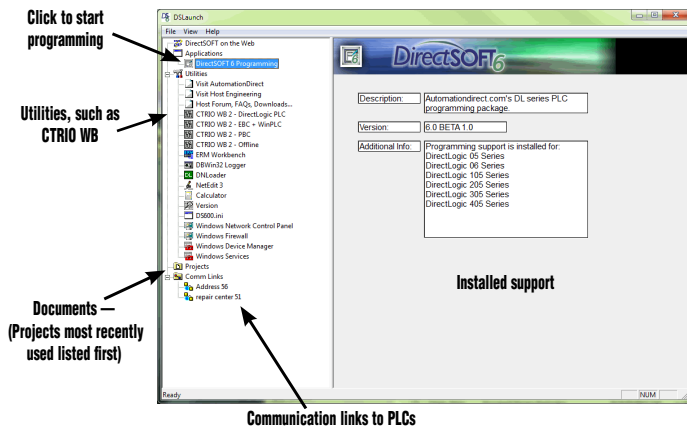 Click to start
programming
Utilities, such as
CTRIO WB
Documents —
(Projects most recently
used listed first)
DSLaunch
File View Help
DirectSOFT on the Web
Applications
DirectSOFT 6 Programming
Utilities
Visit AutomationDirect
Visit Host Engineering
Host Forum, FAQs, Downloads...
CTRIO WB 2 - DirectLogic PLC
CTRIO WB 2 - EBC + WinPLC
CTRIO WB 2 - PBC
CTRIO WB 2 - Offline
ERM Workbench
DBWin32 Logger
DNLoader
NetEdit 3
Calculator
Version
DS600.ini
Windows Network Control Panel
Windows Firewall
Windows Device Manager
Windows Services
Projects
Comm Links
Address 56
repair center 51
DirectSOFT6
Description: Automationdirect.com's DL series PLC
programming package.
Version: 6.0 BETA 1.0
Additional Info: Programming support is installed for:
DirectLogic 05 Series
DirectLogic 06 Series
DirectLogic 105 Series
DirectLogic 205 Series
DirectLogic 305 Series
DirectLogic 405 Series
Installed support
Ready NUM
Communication links to PLCs